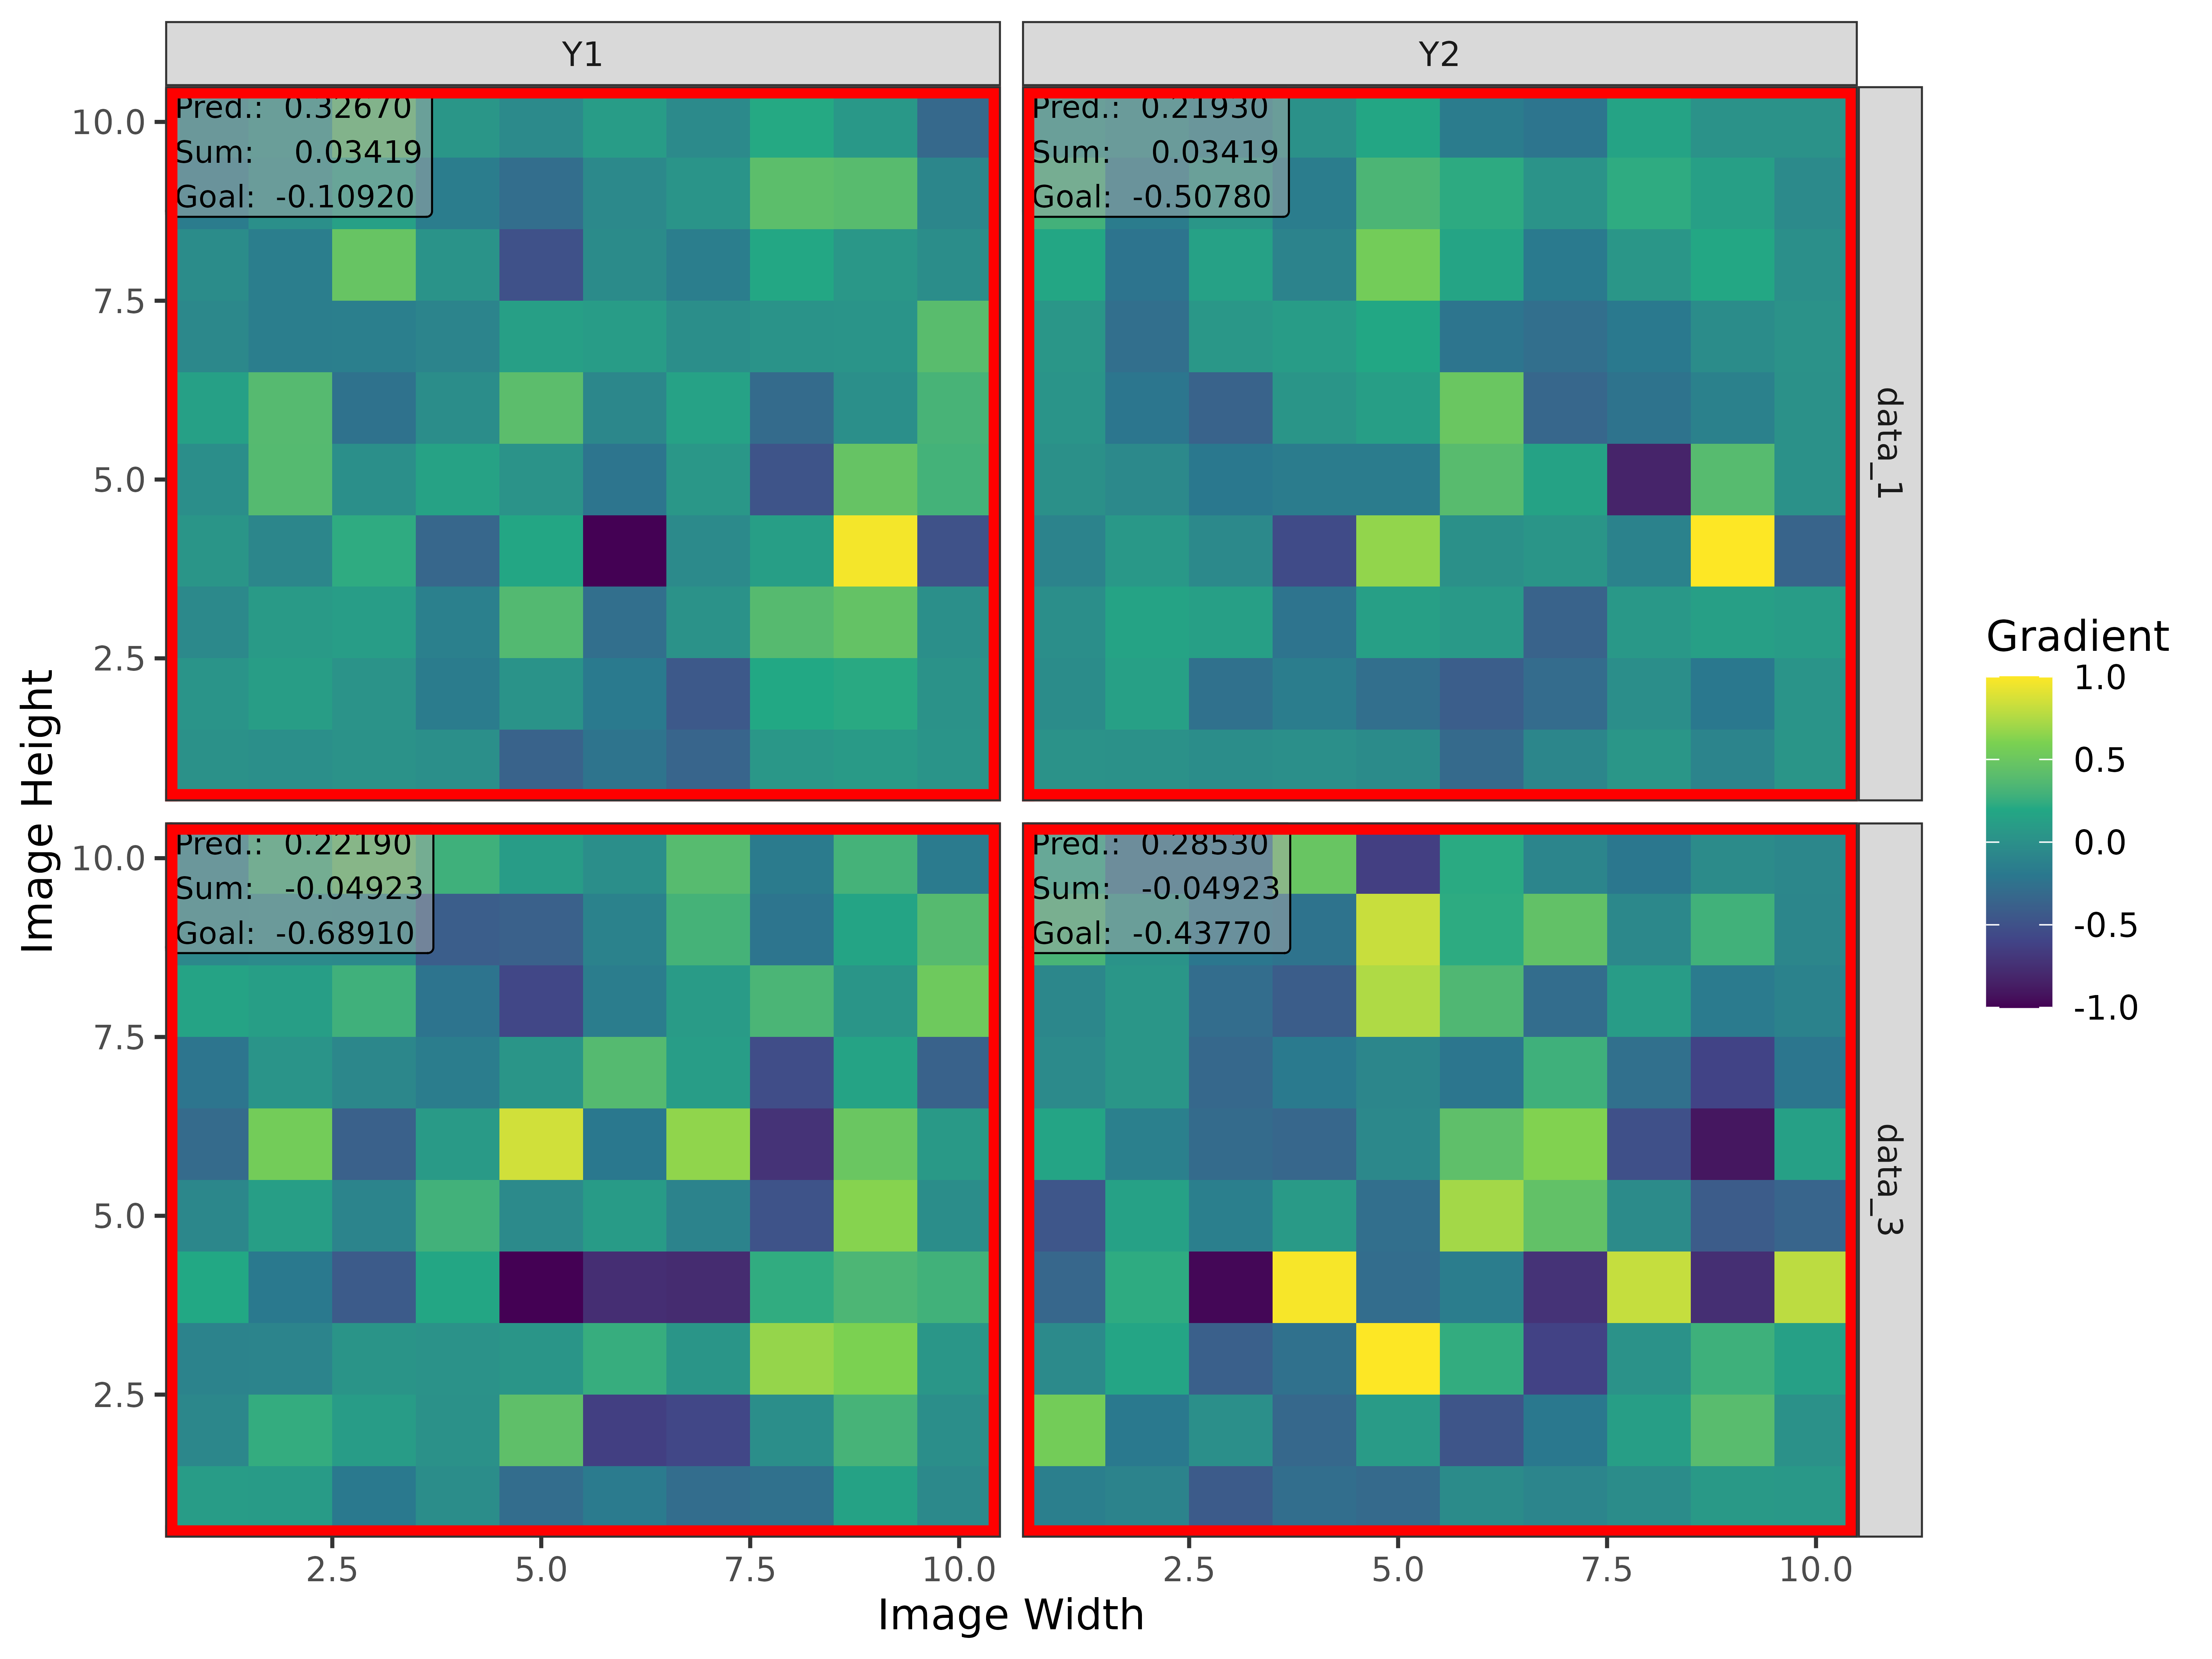 Y1
Y2
Pred.: 0.32670
Sum: 0.03419
Goal: -0.10920
Pred.: 0.21930
Sum: 0.03419
Goal: -0.50780
10.0
7.5
5.0
2.5
data_1
Pred.: 0.22190
Sum: -0.04923
Goal: -0.68910
Pred.: 0.28530
Sum: -0.04923
Goal: -0.43770
10.0
7.5
5.0
2.5
data_3
Image Height
2.5 5.0 7.5 10.0
2.5 5.0 7.5 10.0
Image Width
Gradient
1.0
0.5
0.0
-0.5
-1.0